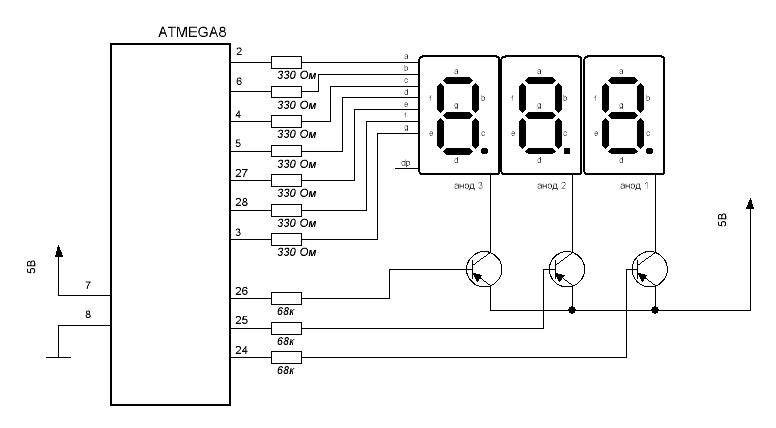 ATMEGA8
2
330 Ом
a
6
330 Ом
b
4
330 Ом
c
5
330 Ом
d
27
330 Ом
e
28
330 Ом
f
3
330 Ом
g
dp
a
b
c
d
e
f
g
a
b
c
d
e
f
g
a
b
c
d
e
f
g
анод 3
анод 2
анод 1
5В
5В
7
8
26
68к
25
68к
24
68к